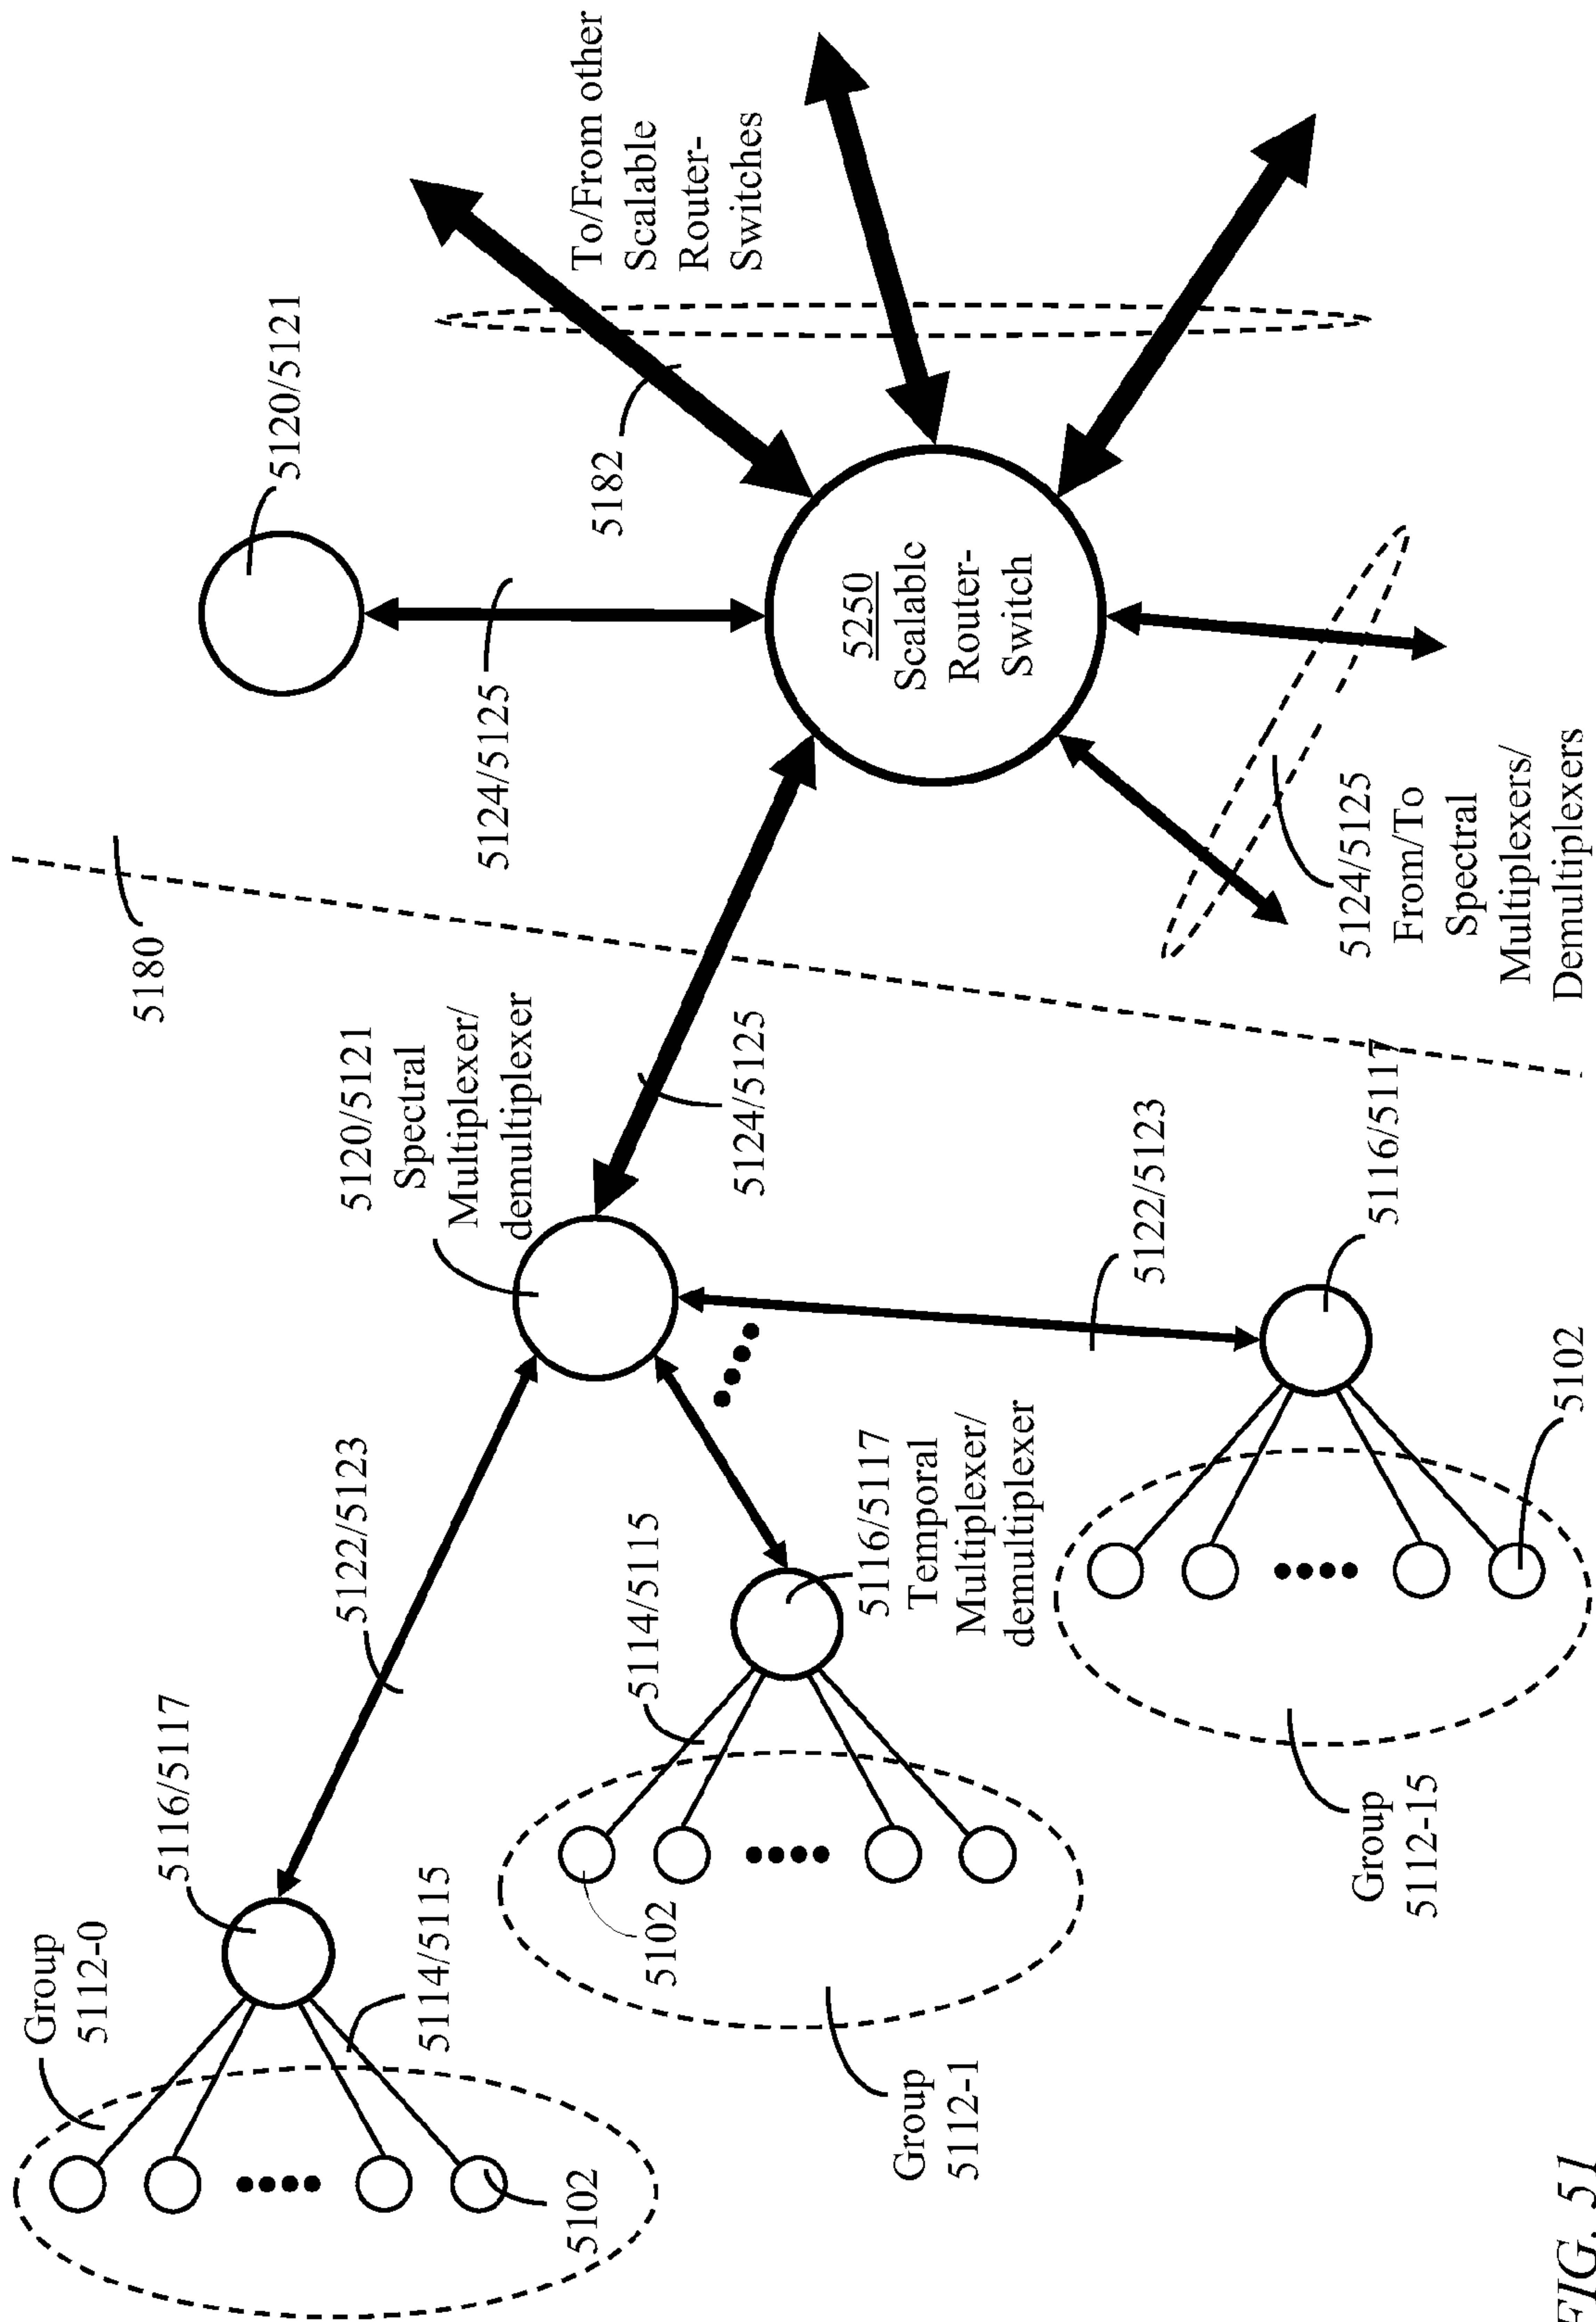 Group
5112-0
5116/5117
5122/5123
5114/5115
5102
5120/5121
Spectral
Multiplexer/
demultiplexer
5180
5124/5125
5120/5121
5124/5125
5182
To/From other
Scalable
Router-
Switches
5250
Scalable
Router-
Switch
5114/5115
5102
5116/5117
Temporal
Multiplexer/
demultiplexer
Group
5112-1
5122/5123
5116/5117
5102
Group
5112-15
5124/5125
From/To
Spectral
Multiplexers/
Demultiplexers
FIG. 51